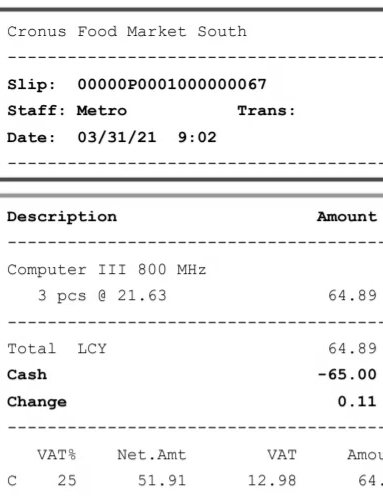 Cronus Food Market South
Slip: 00000P0001000000067
Staff: Metro Trans:
Date: 03/31/21 9:02
Description Amount
Computer III 800 MHz
3 pcs @ 21.63 64.89
Total LCY 64.89
Cash -65.00
Change 0.11
VAT% Net.Amt VAT Amou
C 25 51.91 12.98 64.